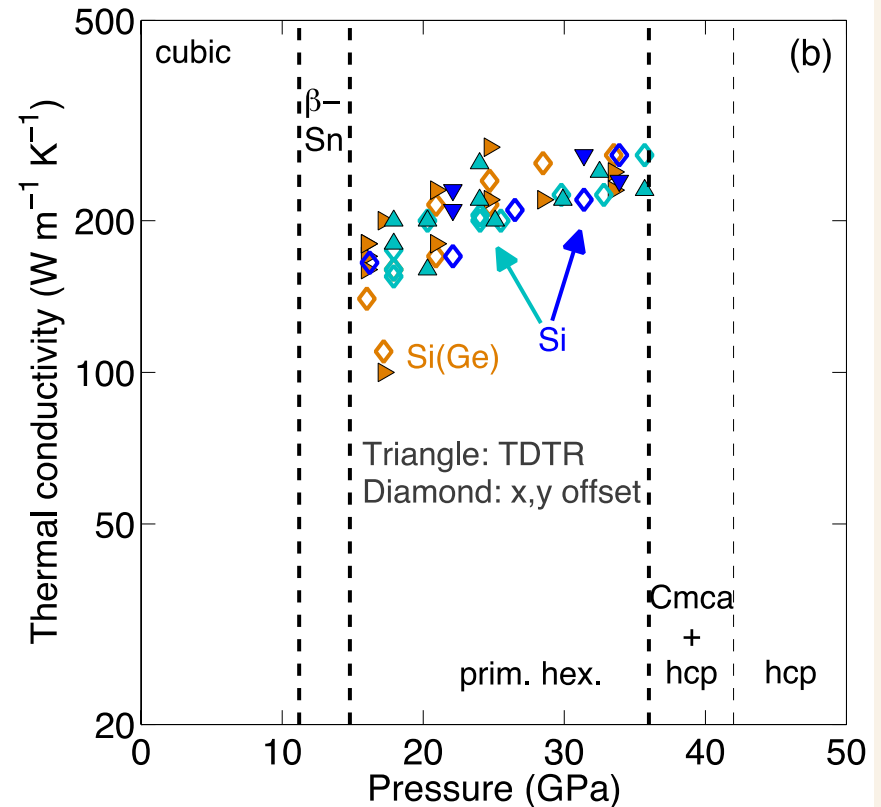 500
cubic
(b)
β–
Sn
200
Si
Si(Ge)
100
Triangle: TDTR
Diamond: x,y offset
50
Cmca
+
prim. hex.
hcp
hcp
20
0
10
20
30
40
50
Pressure (GPa)
Thermal conductivity (W m⁻¹ K⁻¹)